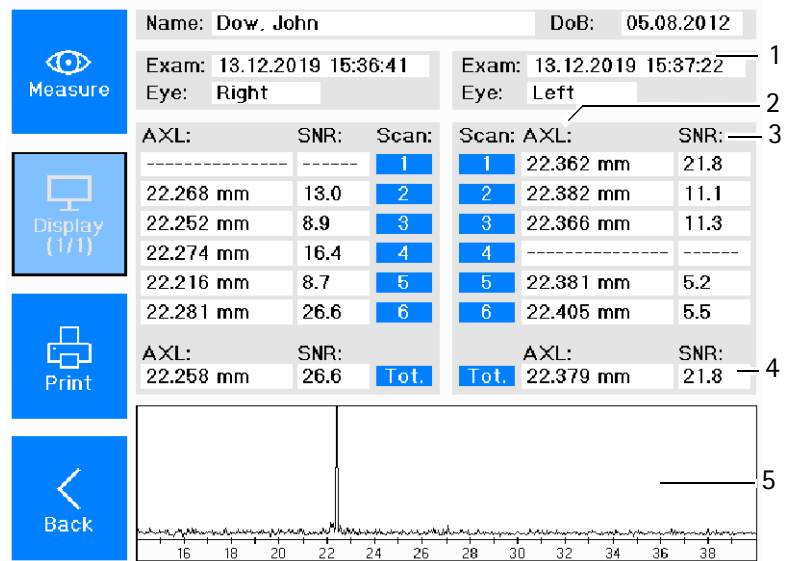 Measure
Display
(1/1)
Print
Back
Name: Dow, John DoB: 05.08.2012
Exam: 13.12.2019 15:36:41
Eye: Right
Exam: 13.12.2019 15:37:22
Eye: Left
1
2
AXL: SNR: Scan: Scan: AXL: SNR:
3
--------------- ------ 1 1 22.362 mm 21.8
22.268 mm 13.0 2 2 22.382 mm 11.1
22.252 mm 8.9 3 3 22.366 mm 11.3
22.274 mm 16.4 4 4 --------------- ------
22.216 mm 8.7 5 5 22.381 mm 5.2
22.281 mm 26.6 6 6 22.405 mm 5.5
AXL: SNR: AXL: SNR:
22.258 mm 26.6 Tot. Tot. 22.379 mm 21.8
4
5
16 18 20 22 24 26 28 30 32 34 36 38